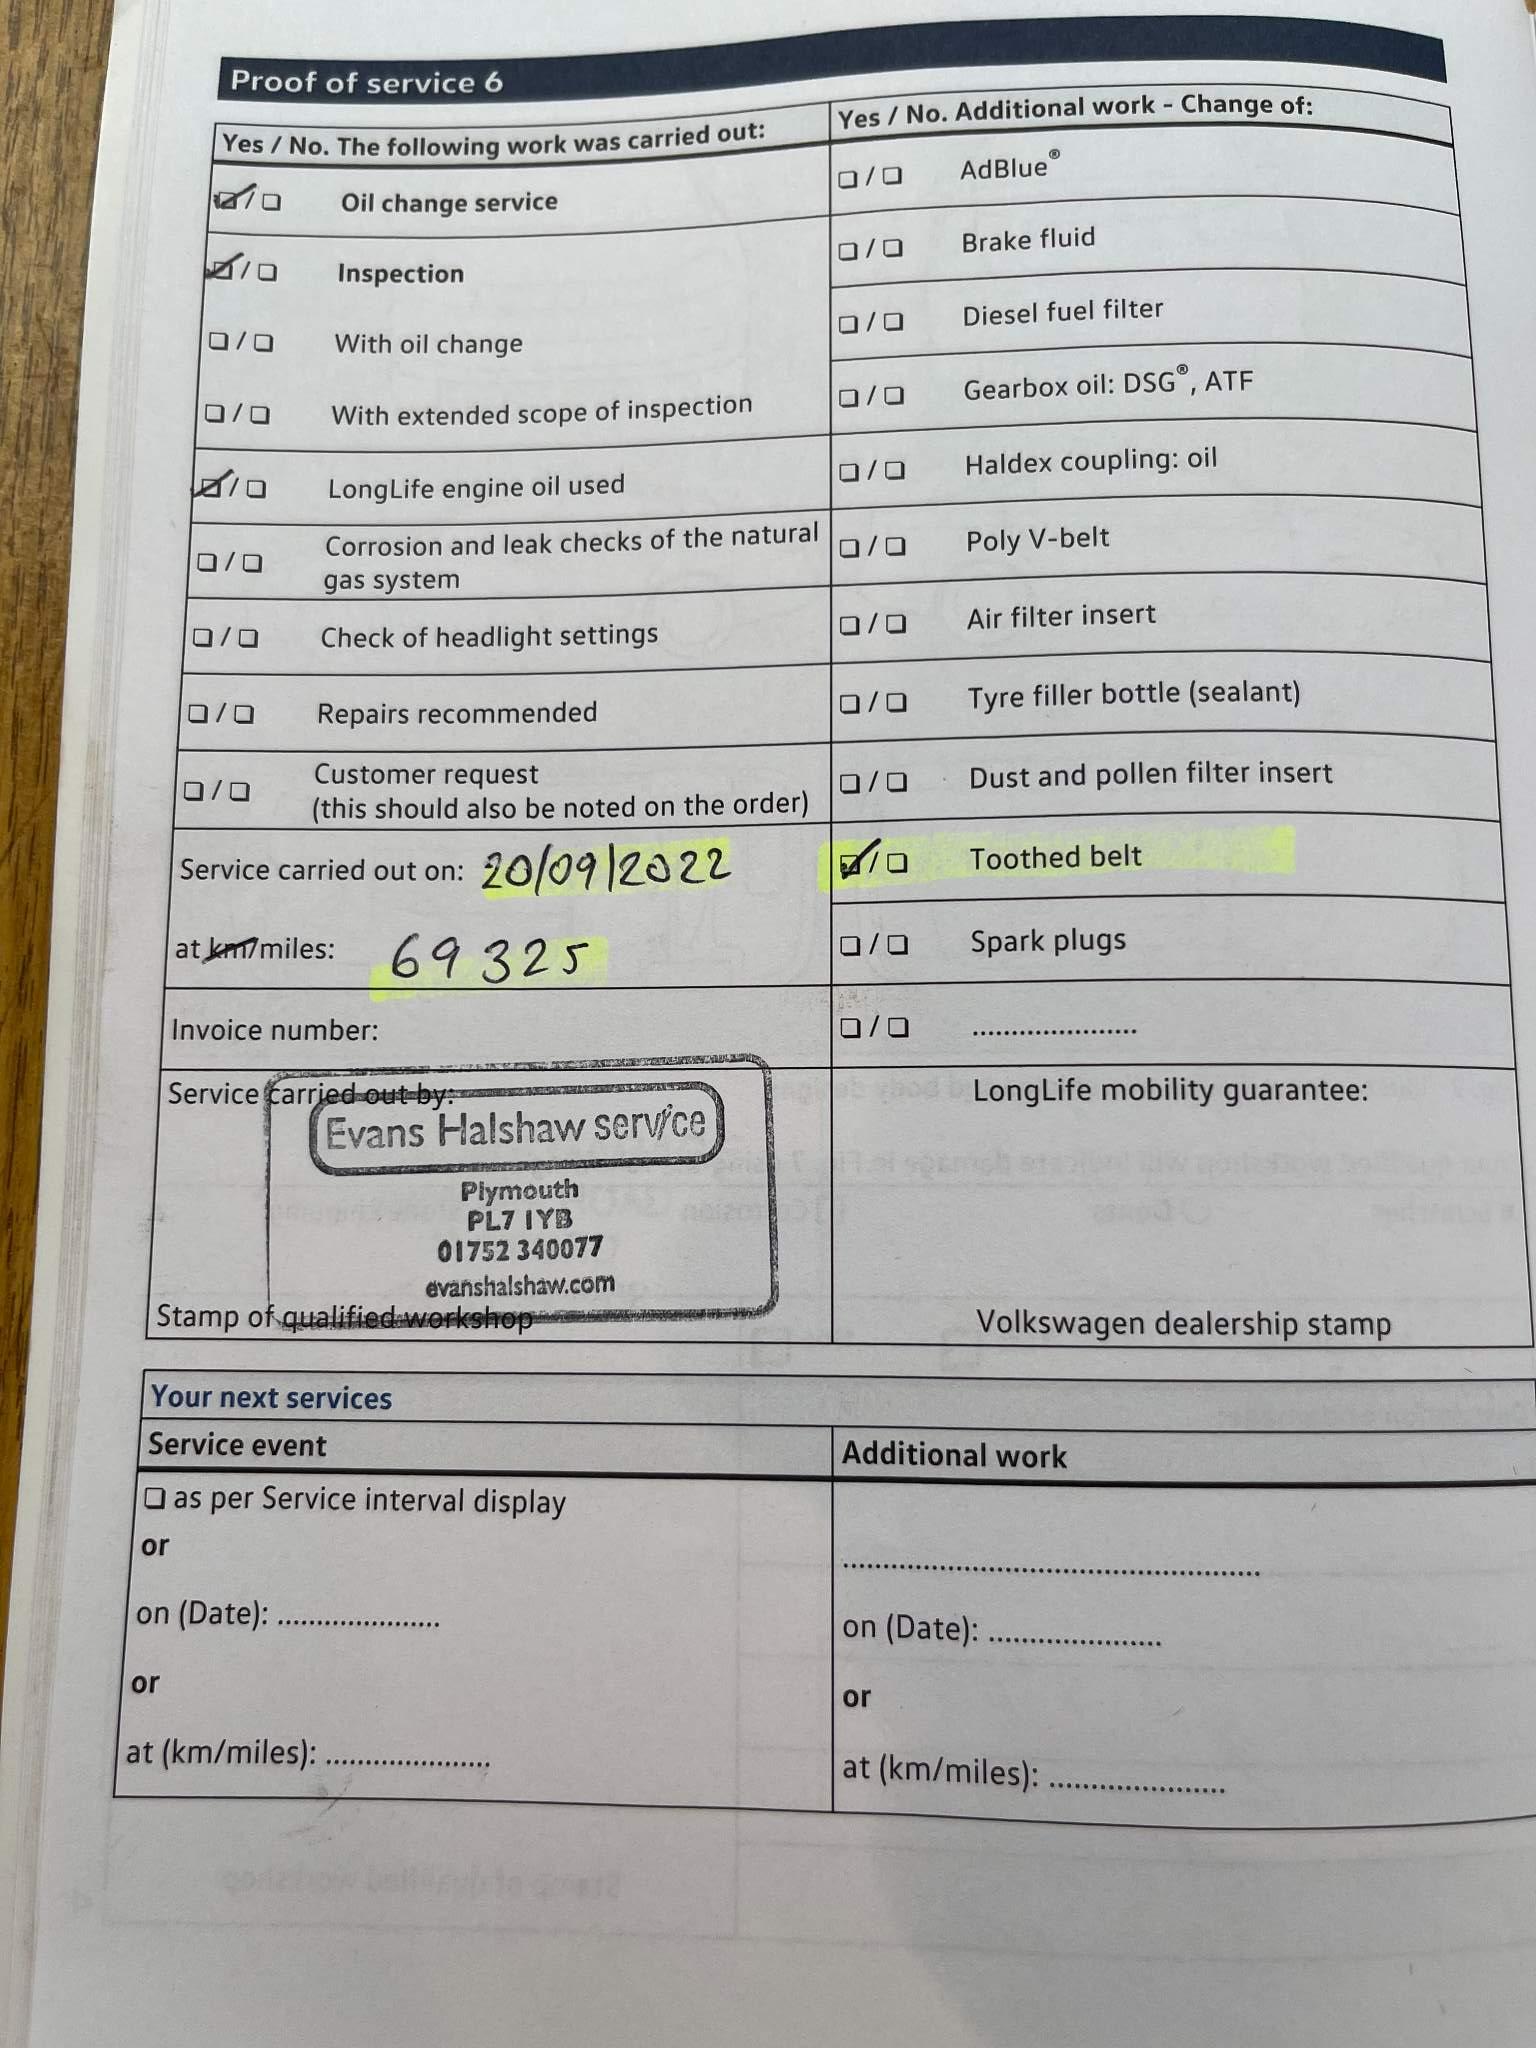 Proof of service 6
Yes / No. The following work was carried out:
☑ / ☐ Oil change service
☑ / ☐ Inspection
☐ / ☐ With oil change
☐ / ☐ With extended scope of inspection
☑ / ☐ LongLife engine oil used
☐ / ☐ Corrosion and leak checks of the natural
gas system
☐ / ☐ Check of headlight settings
☐ / ☐ Repairs recommended
☐ / ☐ Customer request
(this should also be noted on the order)
Service carried out on: 20/09/2022
at km/miles: 69325
Invoice number:
Service carried out by:
Evans Halshaw service
Plymouth
PL7 1YB
01752 340077
evanshalshaw.com
Stamp of qualified workshop
Yes / No. Additional work - Change of:
☐ / ☐ AdBlue®
☐ / ☐ Brake fluid
☐ / ☐ Diesel fuel filter
☐ / ☐ Gearbox oil: DSG®, ATF
☐ / ☐ Haldex coupling: oil
☐ / ☐ Poly V-belt
☐ / ☐ Air filter insert
☐ / ☐ Tyre filler bottle (sealant)
☐ / ☐ Dust and pollen filter insert
☑ / ☐ Toothed belt
☐ / ☐ Spark plugs
☐ / ☐ .....................
LongLife mobility guarantee:
Volkswagen dealership stamp
Your next services
Service event
☐ as per Service interval display
or
on (Date): ....................
or
at (km/miles): ....................
Additional work
..................................................
on (Date): .....................
or
at (km/miles): .....................